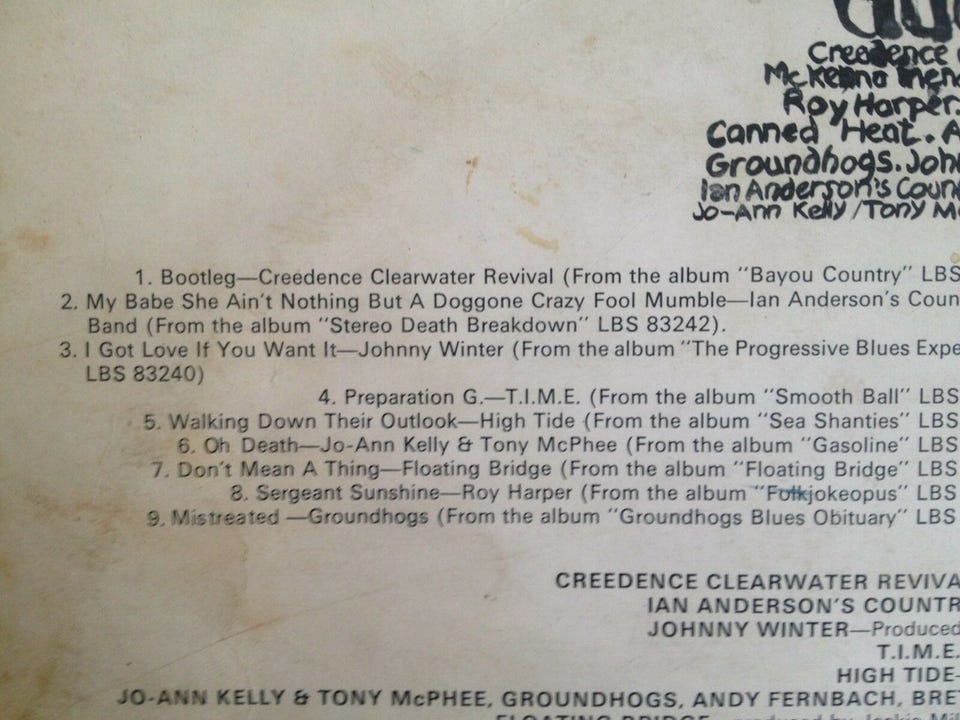 Creedence
McKenna
Roy Harper.
Canned Heat. A
Groundhogs. Joh
Ian Anderson's Coun
Jo-Ann Kelly / Tony Mc
1. Bootleg—Creedence Clearwater Revival (From the album "Bayou Country" LBS
2. My Babe She Ain't Nothing But A Doggone Crazy Fool Mumble—Ian Anderson's Coun
Band (From the album "Stereo Death Breakdown" LBS 83242).
3. I Got Love If You Want It—Johnny Winter (From the album "The Progressive Blues Expe
LBS 83240)
4. Preparation G.—T.I.M.E. (From the album "Smooth Ball" LBS
5. Walking Down Their Outlook—High Tide (From the album "Sea Shanties" LBS
6. Oh Death—Jo-Ann Kelly & Tony McPhee (From the album "Gasoline" LBS
7. Don't Mean A Thing—Floating Bridge (From the album "Floating Bridge" LBS
8. Sergeant Sunshine—Roy Harper (From the album "Folkjokeopus" LBS
9. Mistreated —Groundhogs (From the album "Groundhogs Blues Obituary" LBS
CREEDENCE CLEARWATER REVIVA
IAN ANDERSON'S COUNTR
JOHNNY WINTER—Produced
T.I.M.E.
HIGH TIDE-
JO-ANN KELLY & TONY McPHEE, GROUNDHOGS, ANDY FERNBACH, BRE
FLOATING BRIDGE